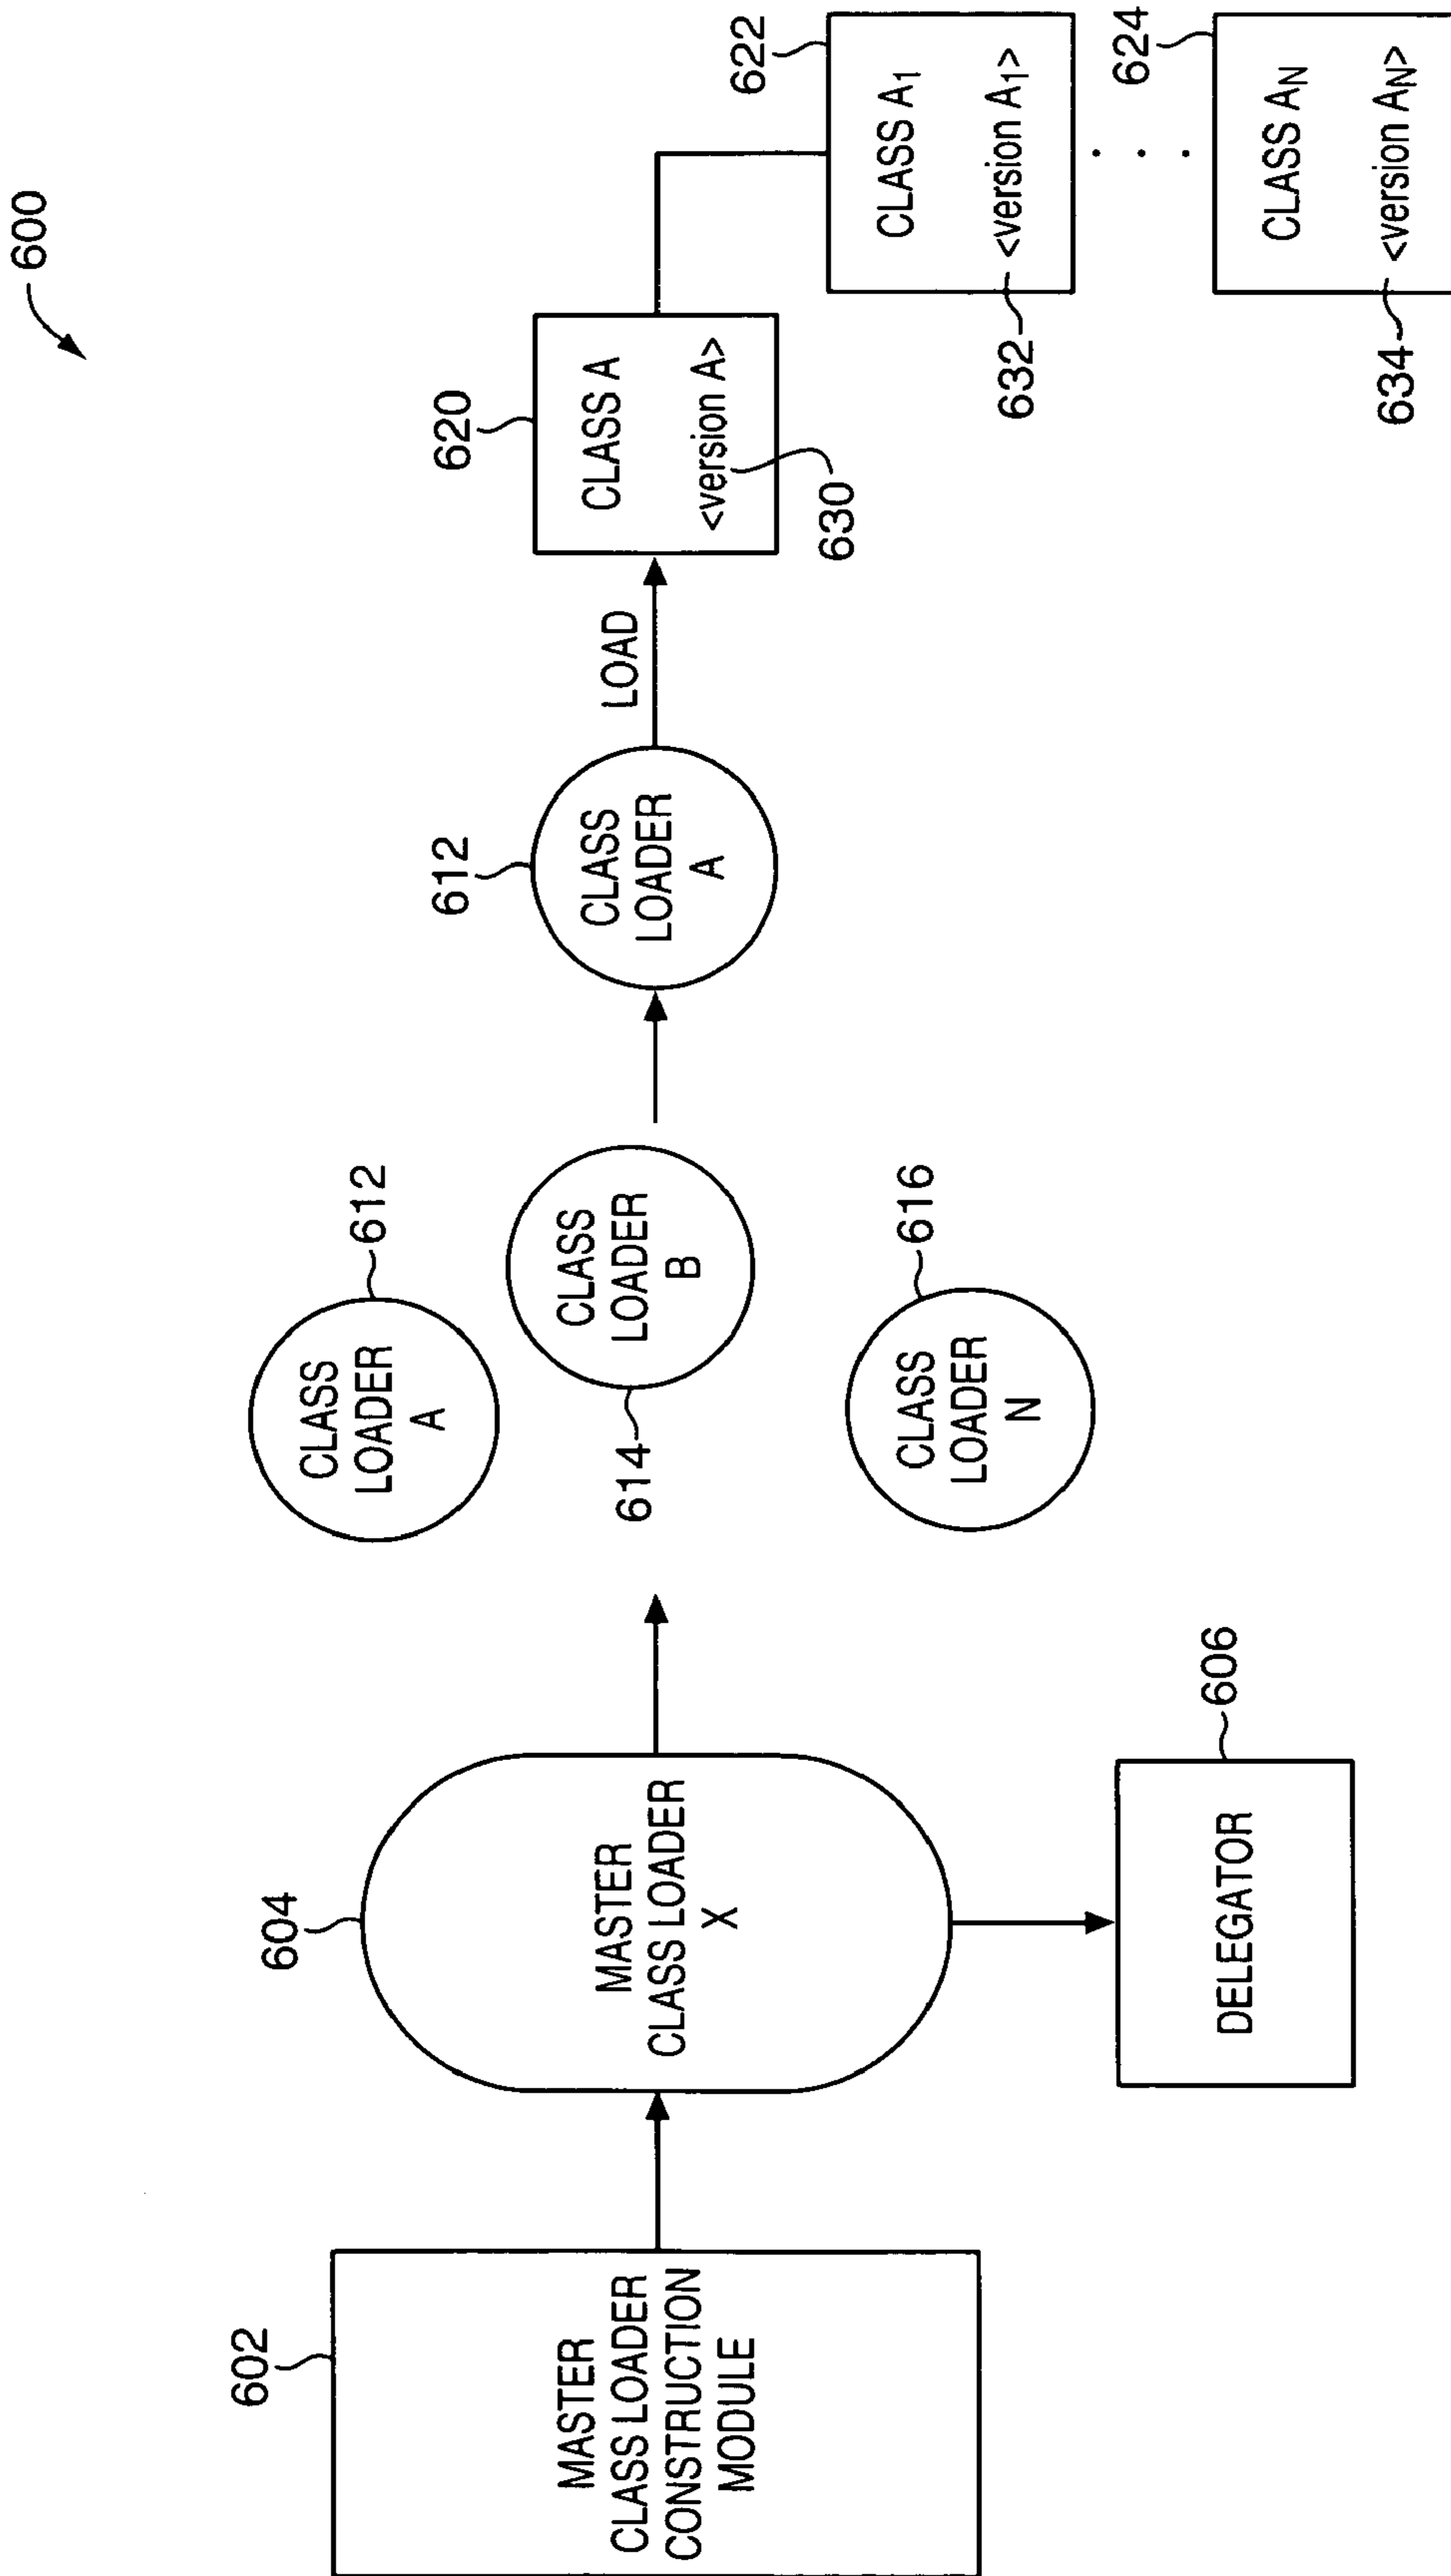 600
602
MASTER
CLASS LOADER
CONSTRUCTION
MODULE
604
MASTER
CLASS LOADER
X
606
DELEGATOR
612
CLASS
LOADER
A
614
CLASS
LOADER
B
616
CLASS
LOADER
N
612
CLASS
LOADER
A
LOAD
620
CLASS A
<version A>
630
622
CLASS A₁
<version A₁>
632
624
CLASS A_N
<version A_N>
634